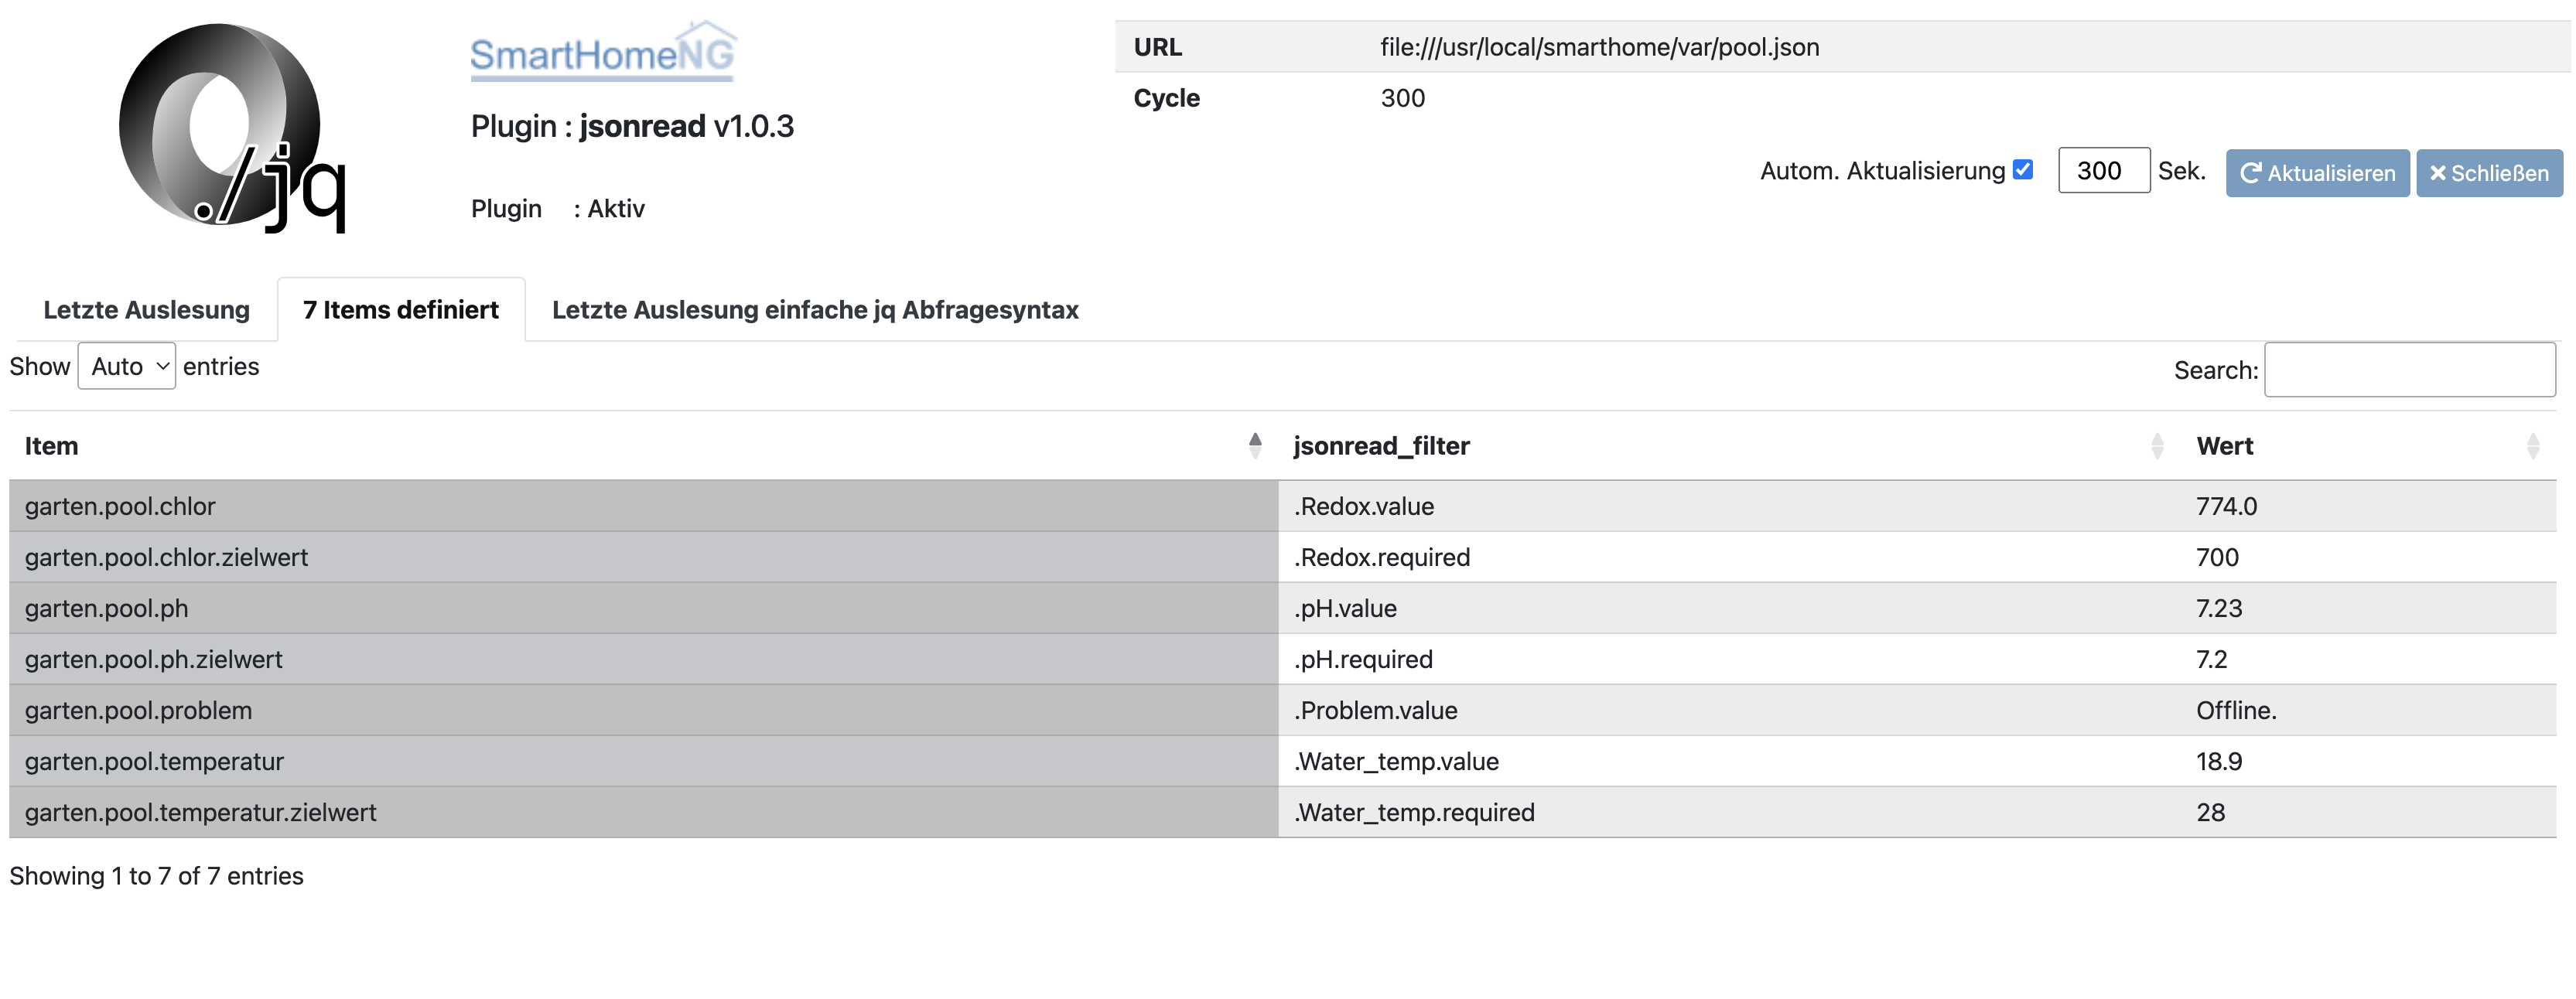 ./jq
SmartHomeNG
Plugin : jsonread v1.0.3
Plugin : Aktiv
URL file:///usr/local/smarthome/var/pool.json
Cycle 300
Autom. Aktualisierung 300 Sek. Aktualisieren Schließen
Letzte Auslesung 7 Items definiert Letzte Auslesung einfache jq Abfragesyntax
Show Auto entries Search:
Item jsonread_filter Wert
garten.pool.chlor .Redox.value 774.0
garten.pool.chlor.zielwert .Redox.required 700
garten.pool.ph .pH.value 7.23
garten.pool.ph.zielwert .pH.required 7.2
garten.pool.problem .Problem.value Offline.
garten.pool.temperatur .Water_temp.value 18.9
garten.pool.temperatur.zielwert .Water_temp.required 28
Showing 1 to 7 of 7 entries